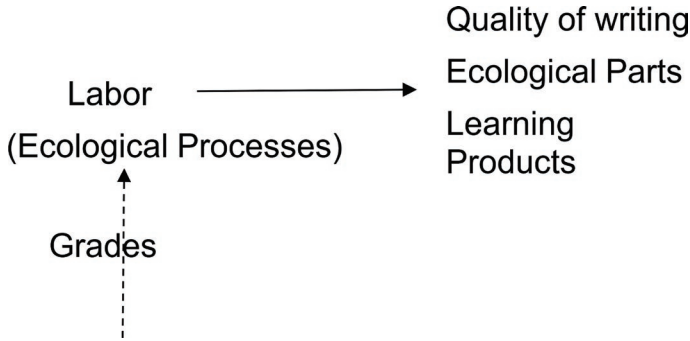 Quality of writing
Ecological Parts
Labor
Learning
Products
(Ecological Processes)
Grades